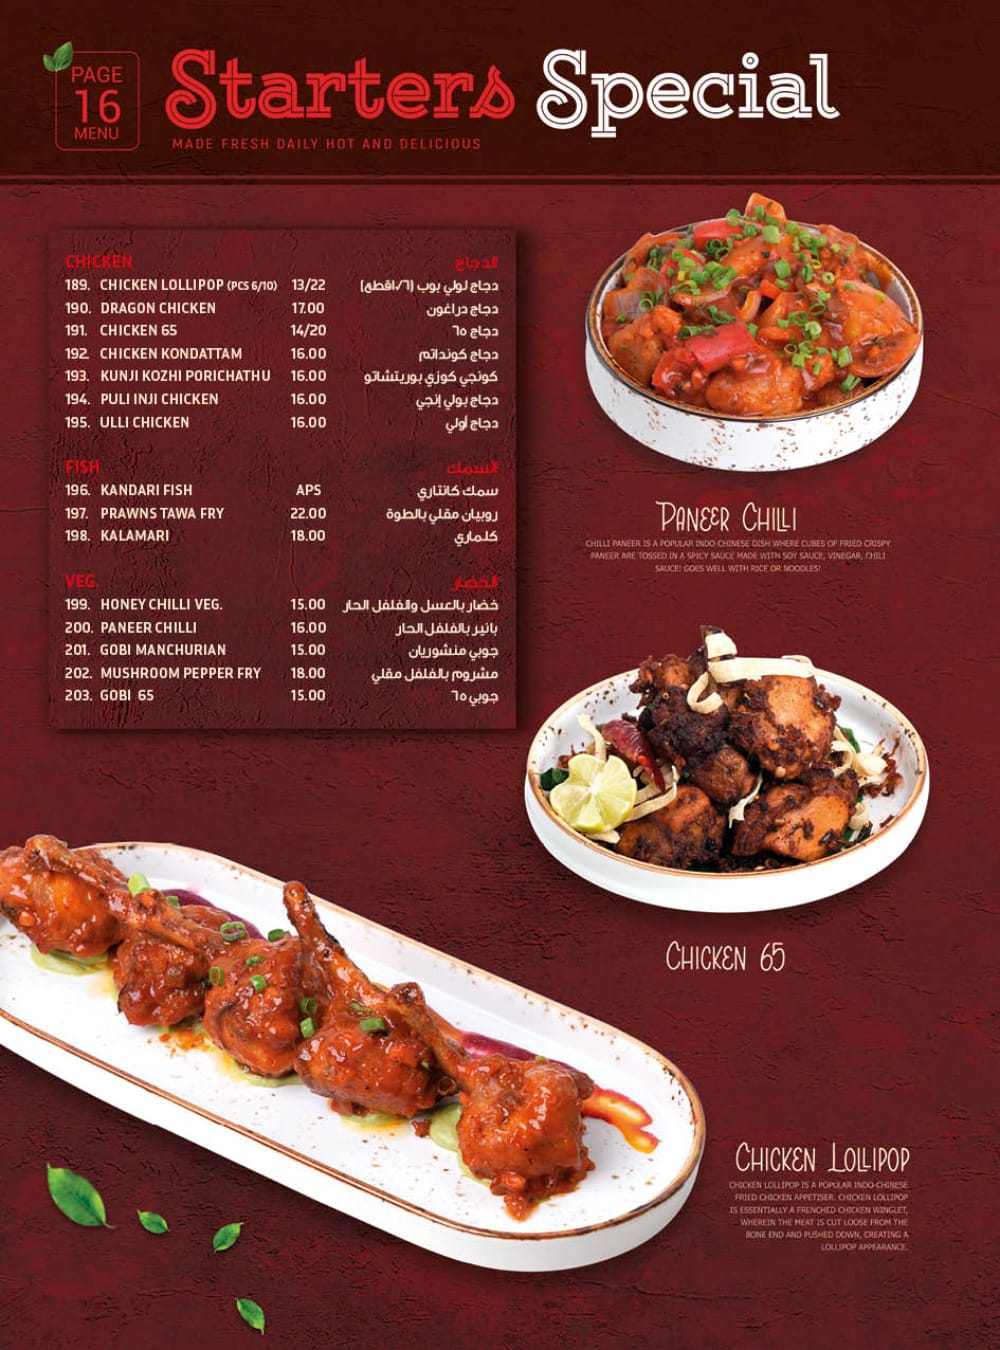 PAGE
16
MENU
Starters Special
MADE FRESH DAILY HOT AND DELICIOUS
CHICKEN الدجاج
189. CHICKEN LOLLIPOP (PCS 6/10) 13/22 دجاج لولي بوب (٦/١٠قطع)
190. DRAGON CHICKEN 17.00 دجاج دراغون
191. CHICKEN 65 14/20 دجاج ٦٥
192. CHICKEN KONDATTAM 16.00 دجاج كونداتم
193. KUNJI KOZHI PORICHATHU 16.00 كونجي كوزي بوريتشاتو
194. PULI INJI CHICKEN 16.00 دجاج بولي إنجي
195. ULLI CHICKEN 16.00 دجاج أولي
FISH السمك
196. KANDARI FISH APS سمك كانتاري
197. PRAWNS TAWA FRY 22.00 روبيان مقلي بالطوة
198. KALAMARI 18.00 كلماري
VEG. الخضار
199. HONEY CHILLI VEG. 15.00 خضار بالعسل والفلفل الحار
200. PANEER CHILLI 16.00 بانير بالفلفل الحار
201. GOBI MANCHURIAN 15.00 جوبي منشوريان
202. MUSHROOM PEPPER FRY 18.00 مشروم بالفلفل مقلي
203. GOBI 65 15.00 جوبي ٦٥
PANEER CHILLI
CHILLI PANEER IS A POPULAR INDO-CHINESE DISH WHERE CUBES OF FRIED CRISPY
PANEER ARE TOSSED IN A SPICY SAUCE MADE WITH SOY SAUCE, VINEGAR, CHILI
SAUCE! GOES WELL WITH RICE OR NOODLES!
CHICKEN 65
CHICKEN LOLLIPOP
CHICKEN LOLLIPOP IS A POPULAR INDO-CHINESE
FRIED CHICKEN APPETISER. CHICKEN LOLLIPOP
IS ESSENTIALLY A FRENCHED CHICKEN WINGLET,
WHEREIN THE MEAT IS CUT LOOSE FROM THE
BONE END AND PUSHED DOWN, CREATING A
LOLLIPOP APPEARANCE.